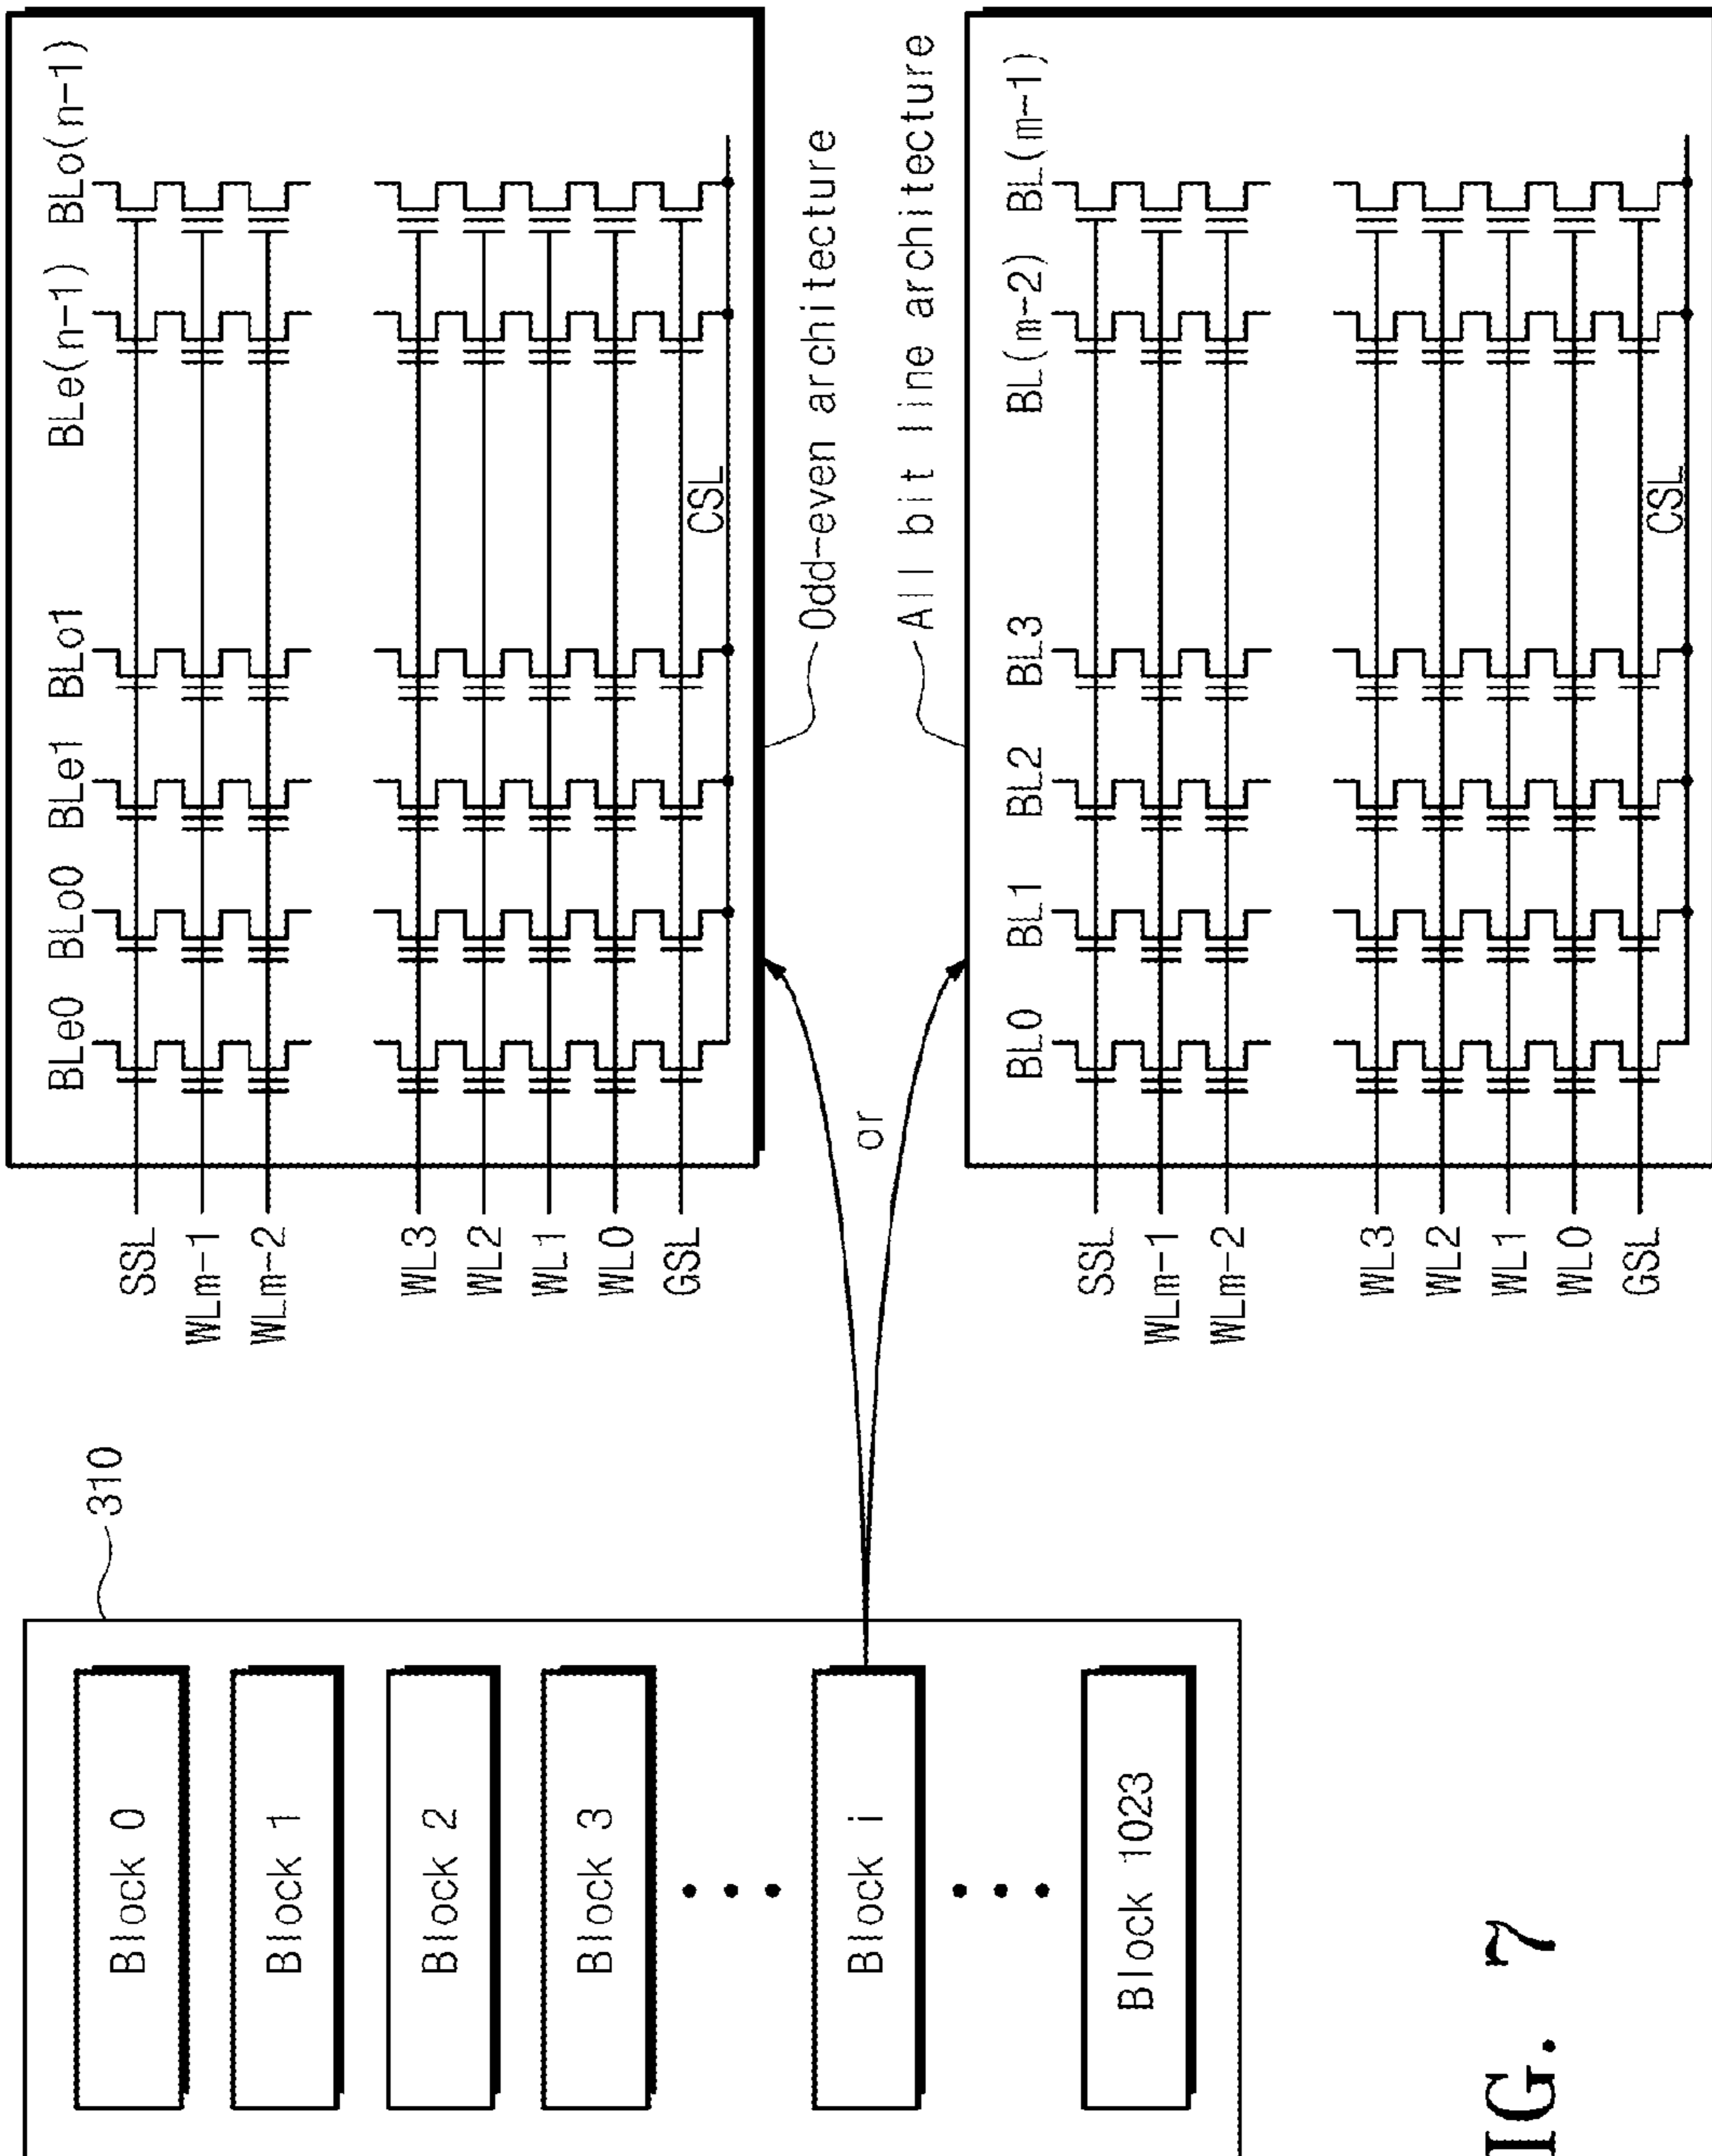 310
Block 0
Block 1
Block 2
Block 3
Block i
Block 1023
BLe0 BLo0 BLe1 BLo1 BLe(n-1) BLo(n-1)
SSL
WLm-1
WLm-2
WL3
WL2
WL1
WL0
GSL
CSL
Odd-even architecture
or
All bit line architecture
BL0 BL1 BL2 BL3 BL(m-2) BL(m-1)
SSL
WLm-1
WLm-2
WL3
WL2
WL1
WL0
GSL
CSL
IG. 7